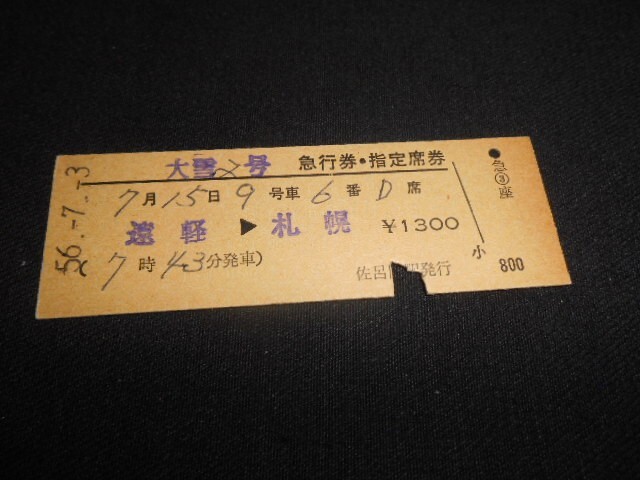 56.-7.-3
大雪2号 急行券・指定席券
7月15日9号車6番D席
遠軽▶札幌 ¥1300
7時43分発車)
佐呂 駅発行
小
急③座
800